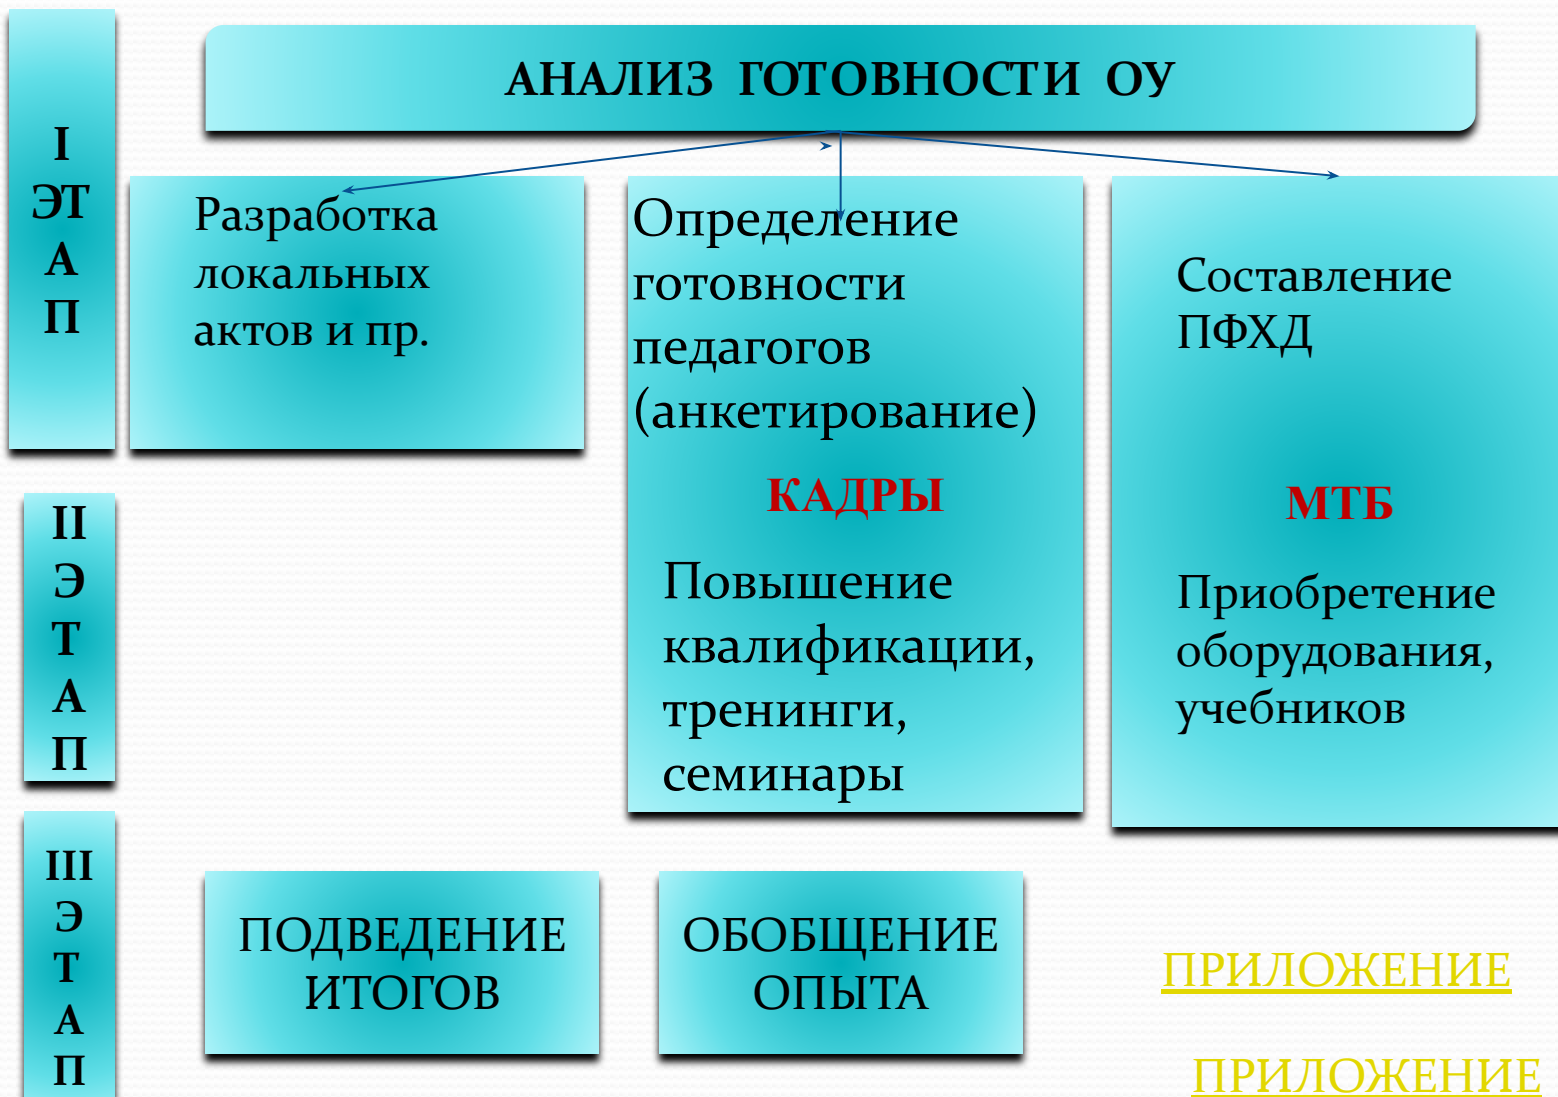 I
ЭТ
А
П
АНАЛИЗ ГОТОВНОСТИ ОУ
Разработка
локальных
актов и пр.
Определение
готовности
педагогов
(анкетирование)
КАДРЫ
Повышение
квалификации,
тренинги,
семинары
Составление
ПФХД
МТБ
Приобретение
оборудования,
учебников
II
Э
Т
А
П
III
Э
Т
А
П
ПОДВЕДЕНИЕ
ИТОГОВ
ОБОБЩЕНИЕ
ОПЫТА
ПРИЛОЖЕНИЕ
ПРИЛОЖЕНИЕ